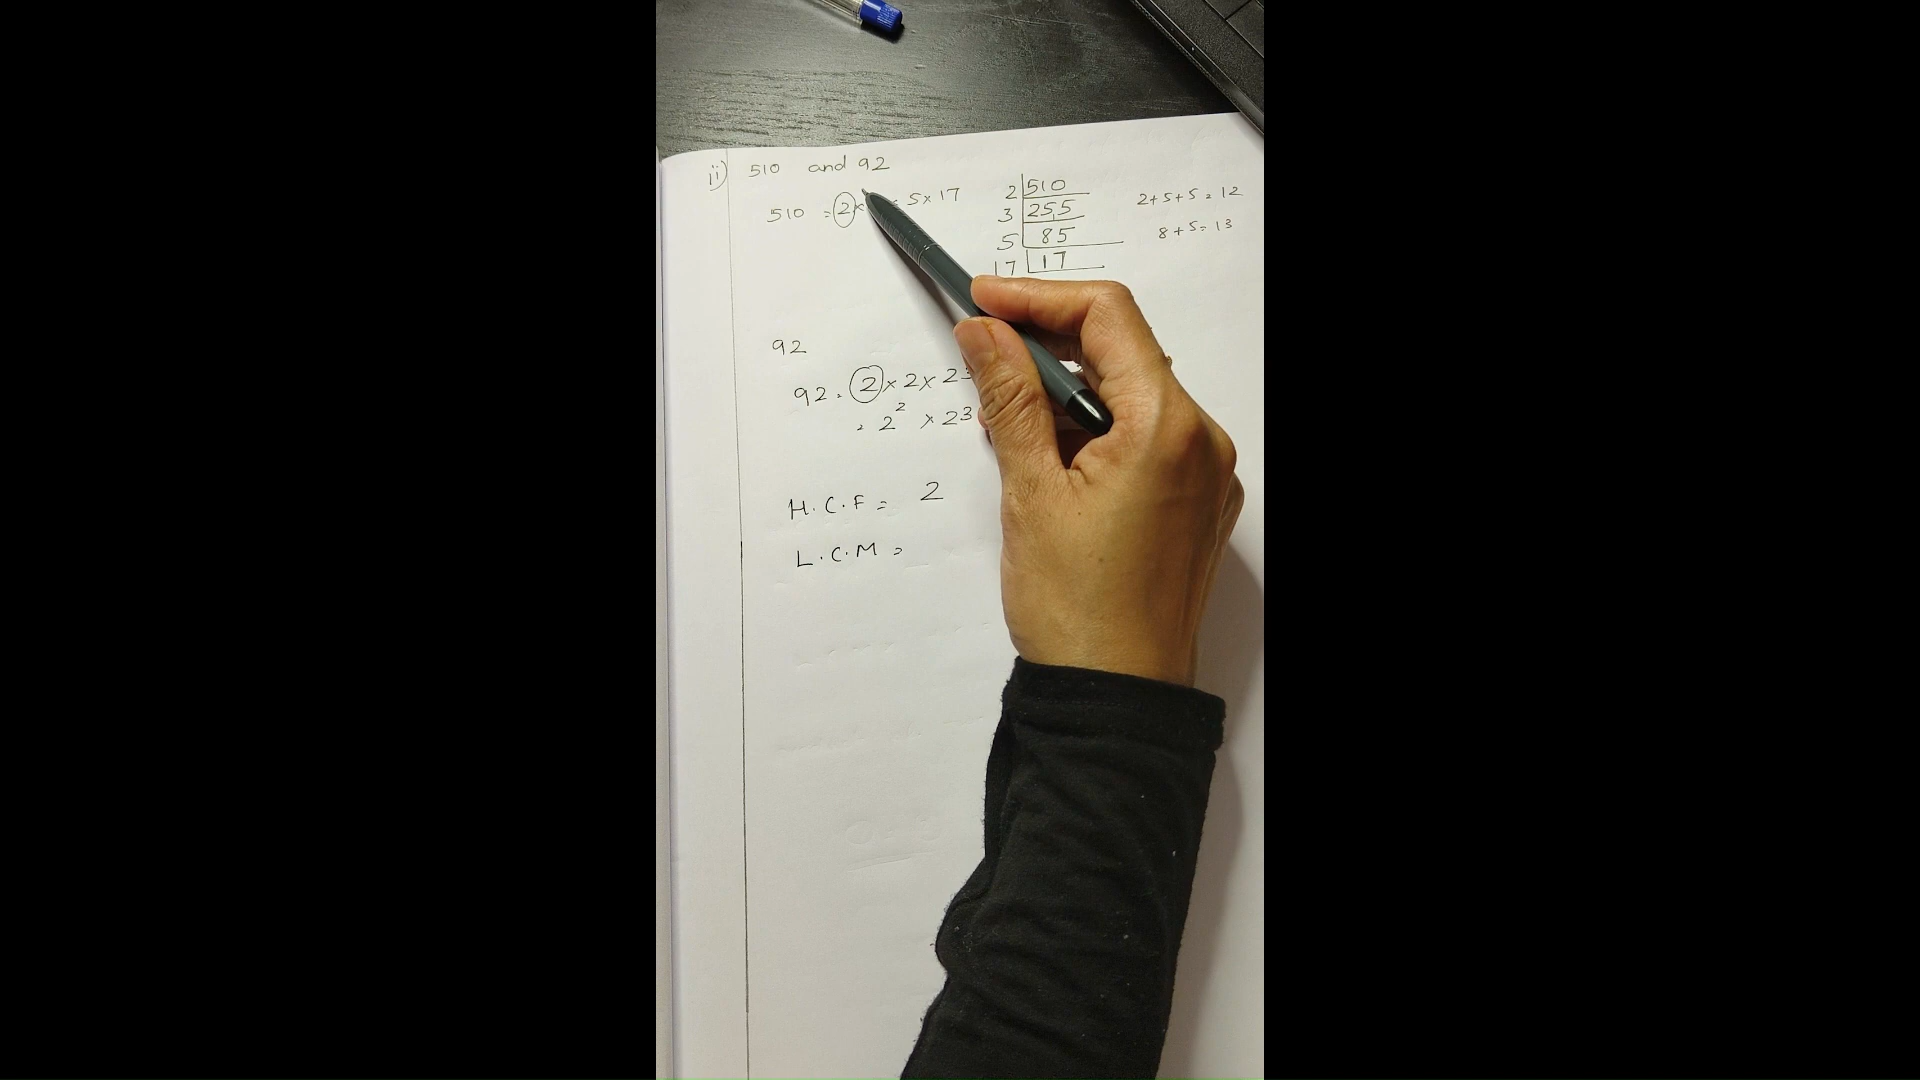 ii) 510 and 92
510 = 2 × 5 × 17
2 510
3 255
5 85
17 17
2+5+5=12
8+5=13
92
92 = 2 × 2 × 23
= 2² × 23
H.C.F = 2
L.C.M =